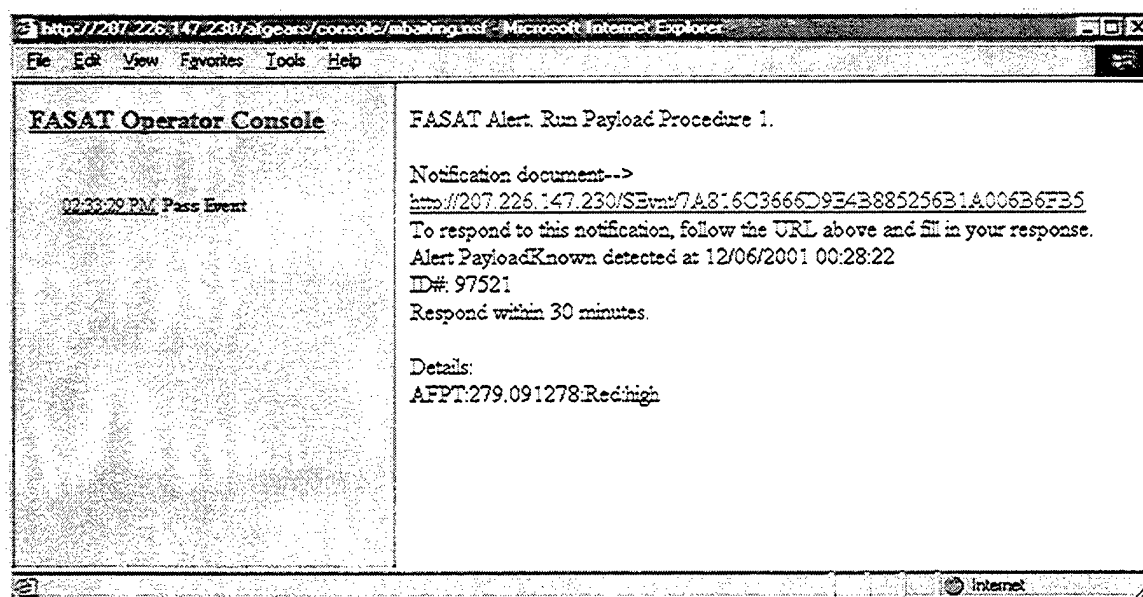 http://207.226.147.230/afgears/console/mbaiting.nsf - Microsoft Internet Explorer
File Edit View Favorites Tools Help
FASAT Operator Console
02:33:29 PM Pass Event
FASAT Alert. Run Payload Procedure 1.
Notification document-->
http://207.226.147.230/SEvnt/7A816C3666D9E4B885256B1A006B6FB5
To respond to this notification, follow the URL above and fill in your response.
Alert PayloadKnown detected at 12/06/2001 00:28:22
ID#: 97521
Respond within 30 minutes.
Details:
AFPT:279.091278:Red:high
Internet